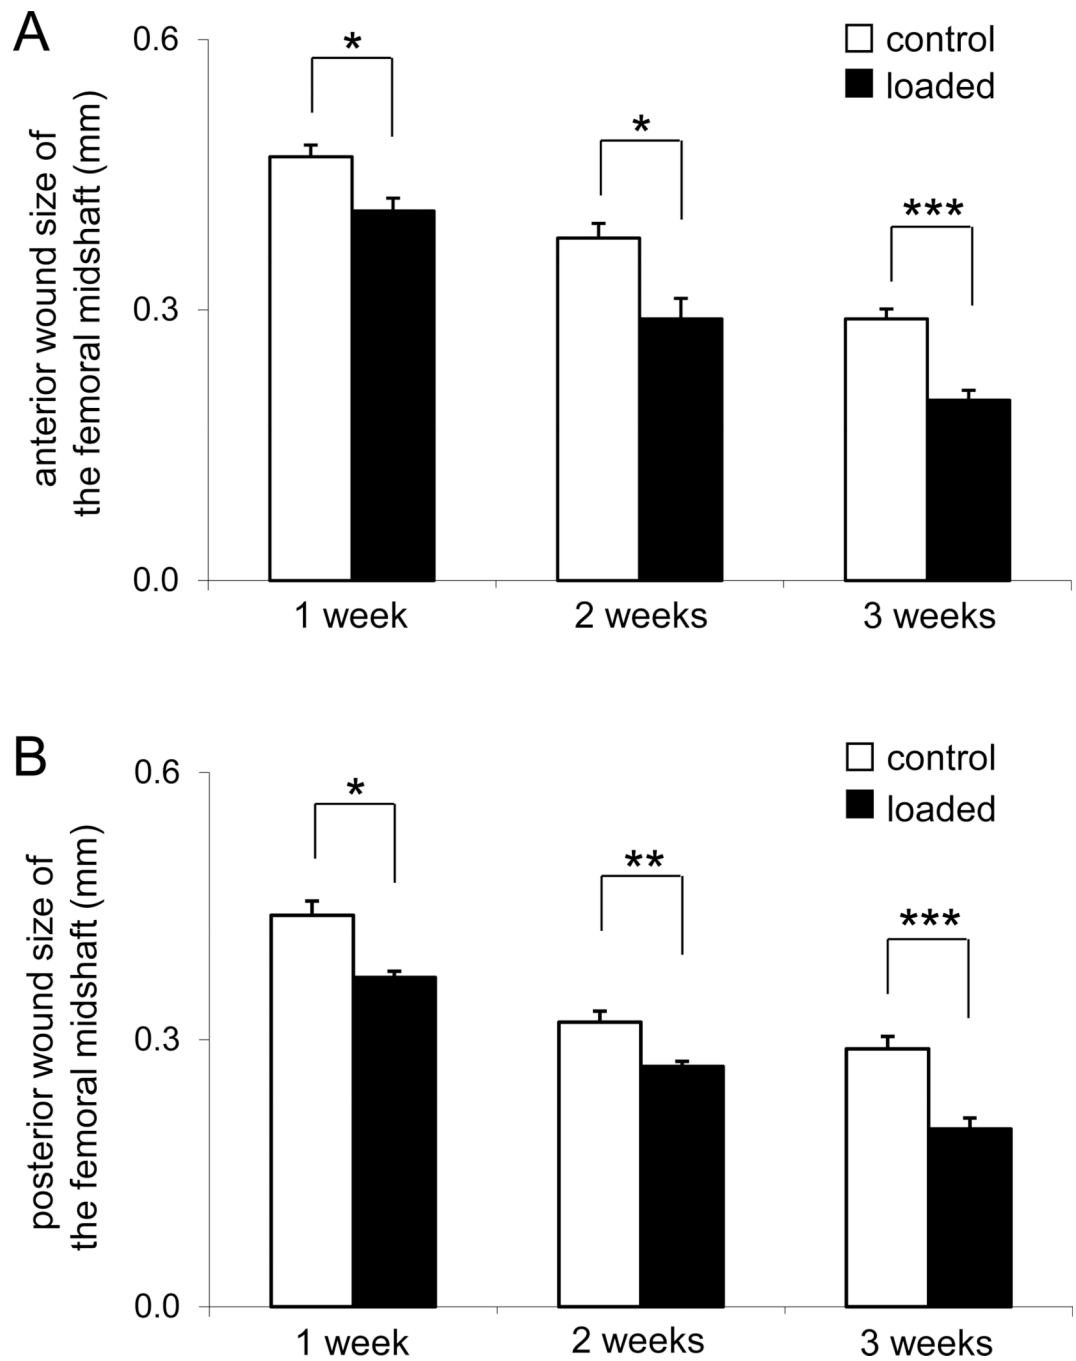 A
0.6
*
control
loaded
*
***
anterior wound size of
the femoral midshaft (mm)
0.3
0.0
1 week
2 weeks
3 weeks
B
0.6
*
control
loaded
**
***
posterior wound size of
the femoral midshaft (mm)
0.3
0.0
1 week
2 weeks
3 weeks